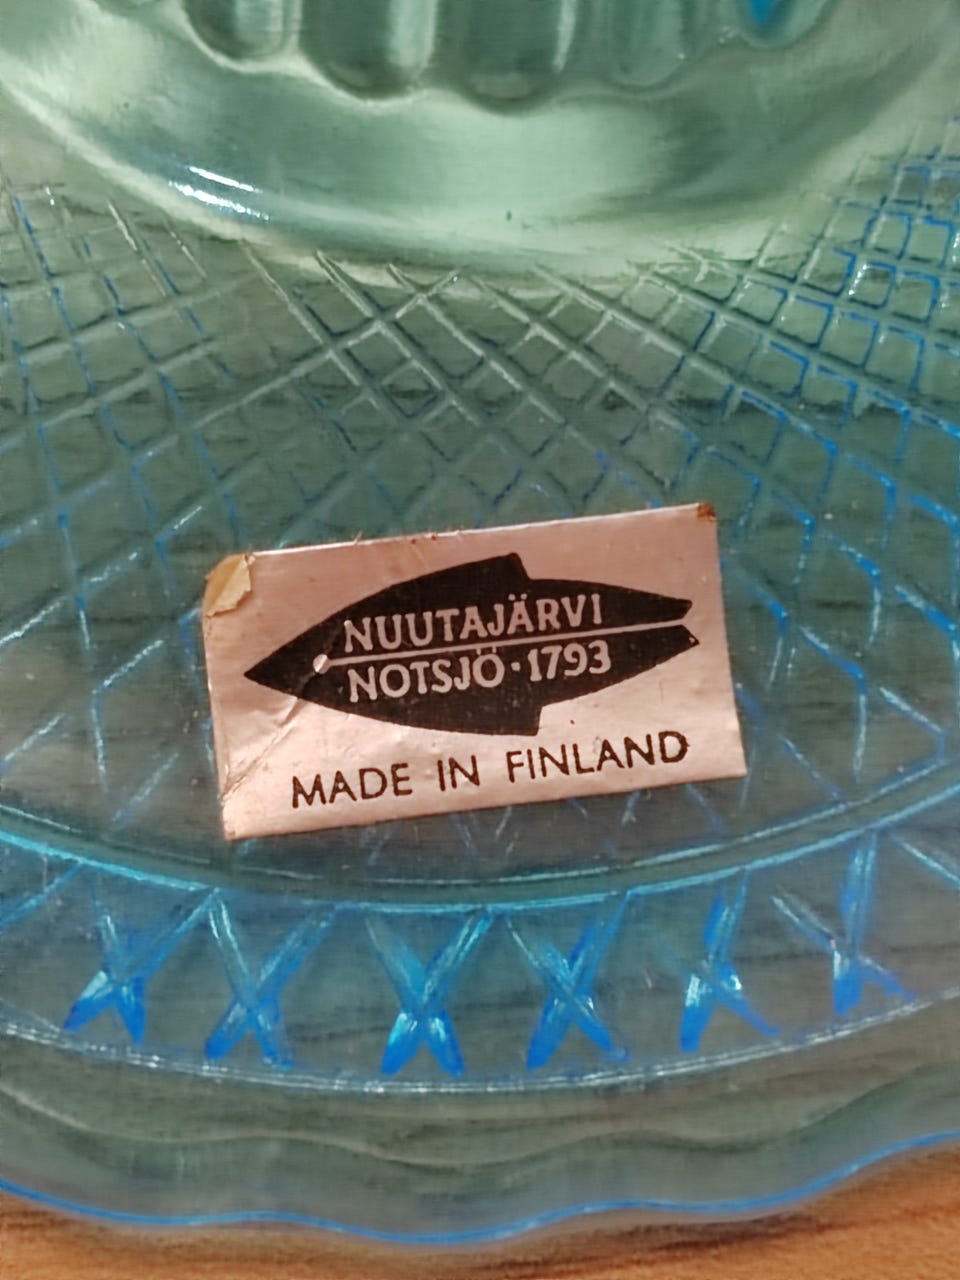 NUUTAJÄRVI
NOTSJÖ·1793
MADE IN FINLAND